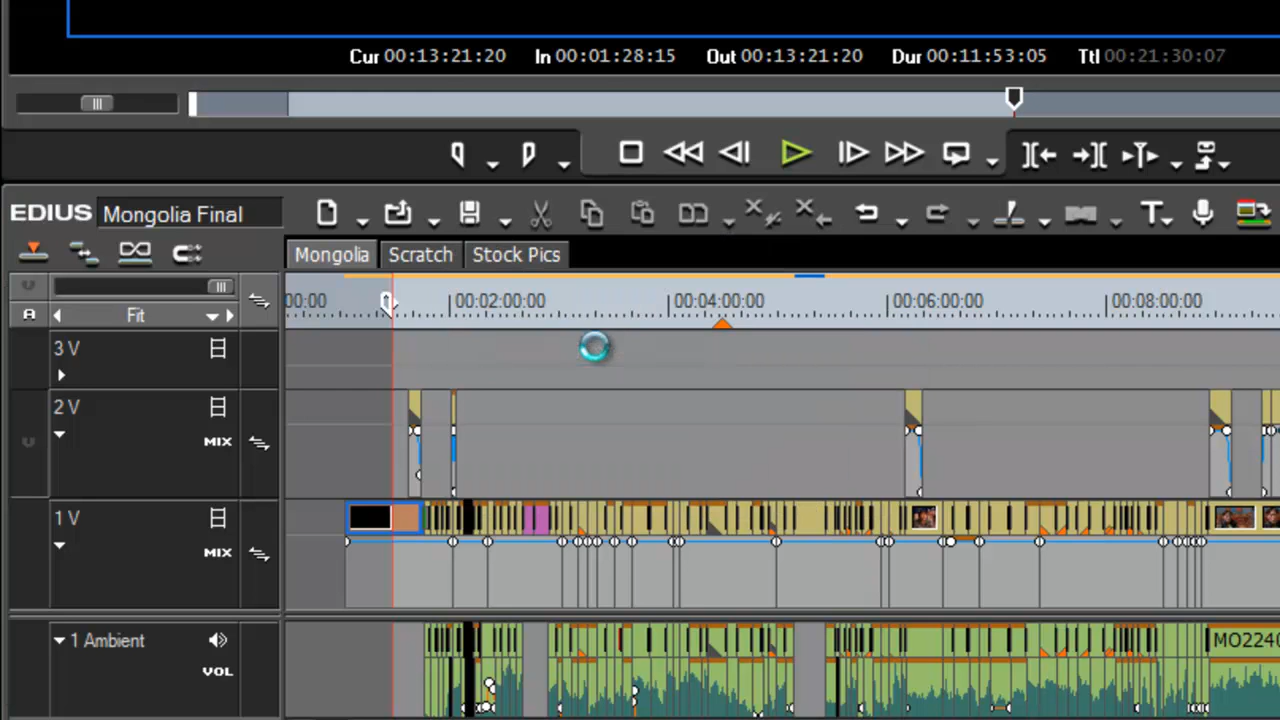 Cur 00:13:21:20 In 00:01:28:15 Out 00:13:21:20 Dur 00:11:53:05 Ttl 00:21:30:07
EDIUS Mongolia Final
Mongolia Scratch Stock Pics
00:00 00:02:00:00 00:04:00:00 00:06:00:00 00:08:00:00
A Fit
3 V
2 V
MIX
1 V
MIX
1 Ambient
MO2240
VOL